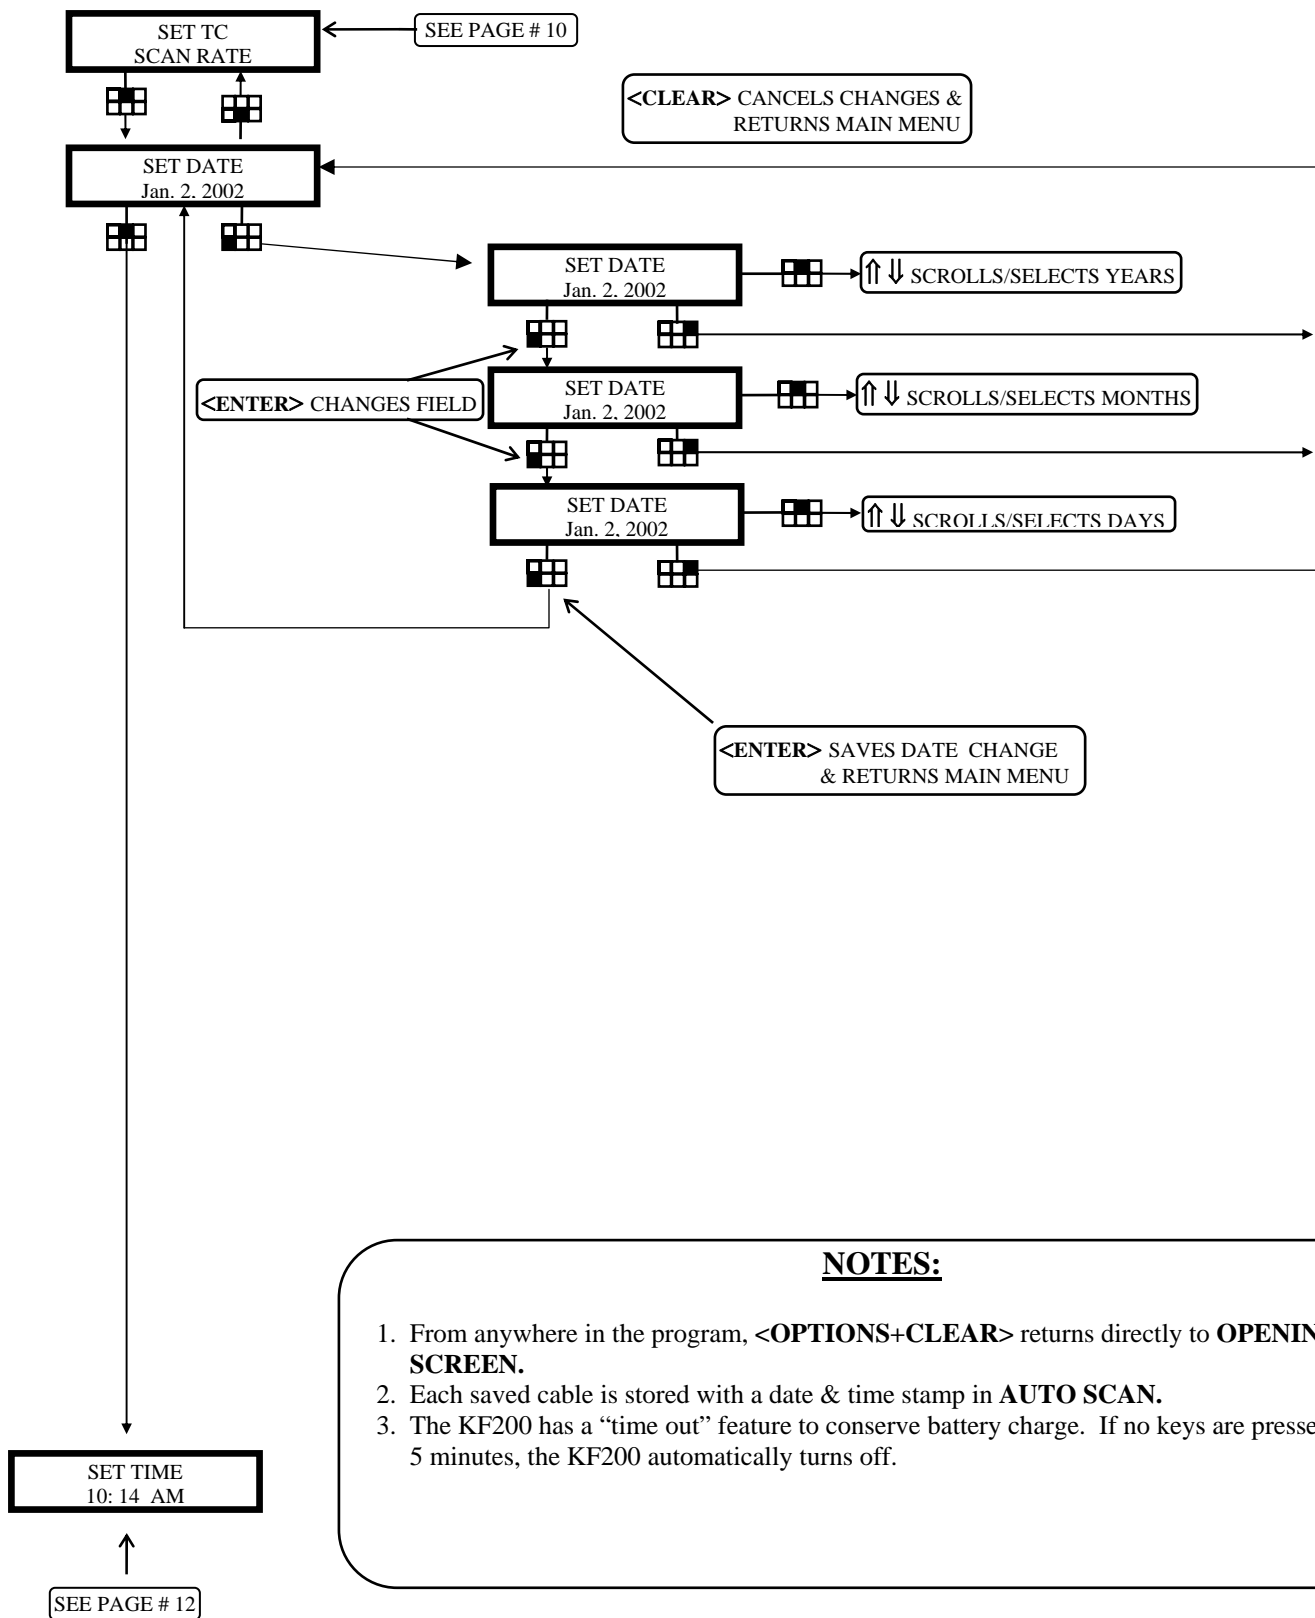 SET TC
SCAN RATE
SEE PAGE # 10
<CLEAR> CANCELS CHANGES &
RETURNS MAIN MENU
SET DATE
Jan. 2, 2002
SET DATE
Jan. 2, 2002
⇑ ⇓ SCROLLS/SELECTS YEARS
<ENTER> CHANGES FIELD
SET DATE
Jan. 2, 2002
⇑ ⇓ SCROLLS/SELECTS MONTHS
SET DATE
Jan. 2, 2002
⇑ ⇓ SCROLLS/SELECTS DAYS
<ENTER> SAVES DATE CHANGE
& RETURNS MAIN MENU
NOTES:
1. From anywhere in the program, <OPTIONS+CLEAR> returns directly to OPENIN
SCREEN.
2. Each saved cable is stored with a date & time stamp in AUTO SCAN.
3. The KF200 has a “time out” feature to conserve battery charge. If no keys are presse
5 minutes, the KF200 automatically turns off.
SET TIME
10: 14 AM
SEE PAGE # 12